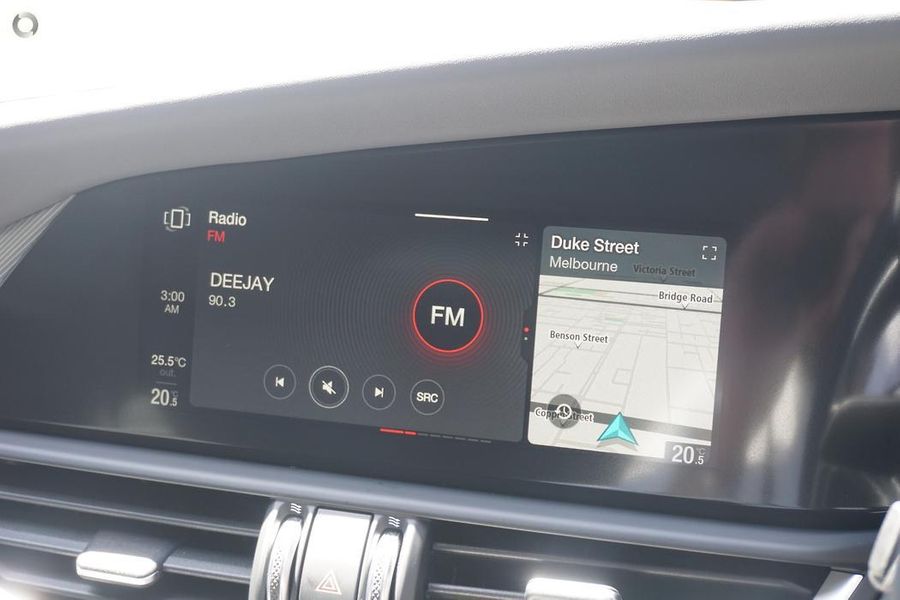 Radio
FM
DEEJAY
90.3
FM
SRC
3:00
AM
25.5°C
out.
20.5
Duke Street
Melbourne
Victoria Street
Bridge Road
Benson Street
20.5